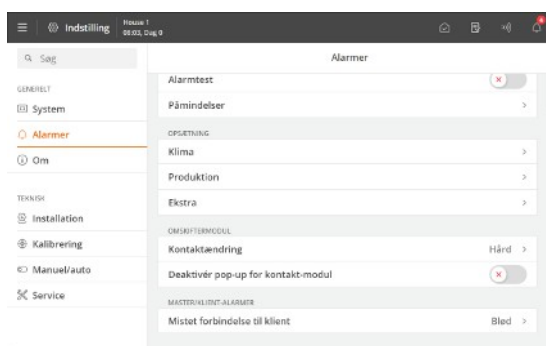 Indstilling
House 1
08:03, Dag 0
Søg
GENERELT
System
Alarmer
Om
TEKNISK
Installation
Kalibrering
Manuel/auto
Service
Alarmer
Alarmtest
Påmindelser
OPSÆTNING
Klima
Produktion
Ekstra
OMSKIFTERMODUL
Kontaktændring Hård
Deaktivér pop-up for kontakt-modul
MASTER/KLIENT-ALARMER
Mistet forbindelse til klient Blød